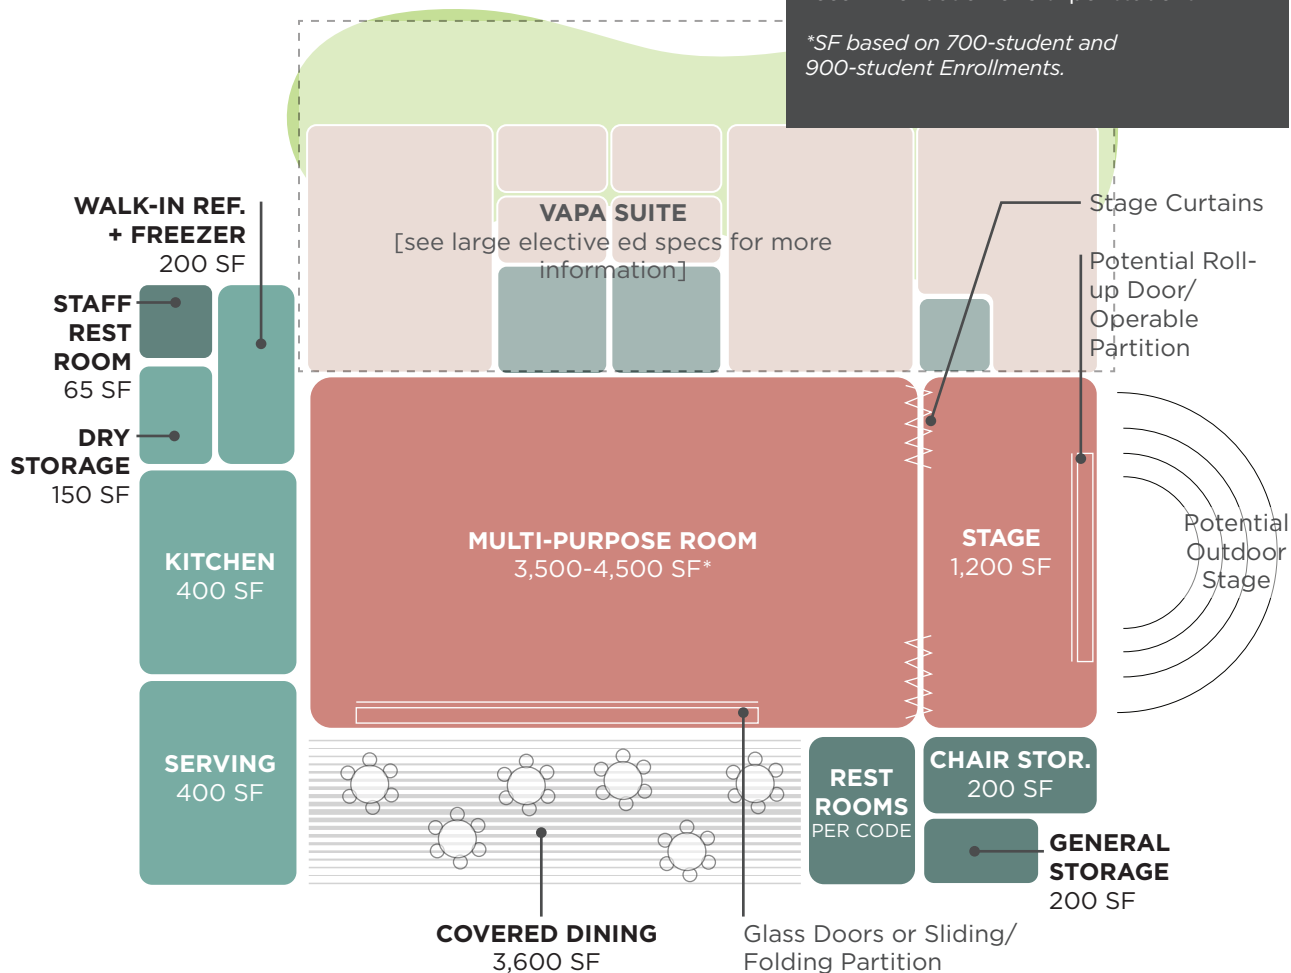 *SF based on 700-student and
900-student Enrollments.
WALK-IN REF.
+ FREEZER
200 SF
STAFF
REST
ROOM
65 SF
DRY
STORAGE
150 SF
VAPA SUITE
[see large elective ed specs for more
information]
Stage Curtains
Potential Roll-
up Door/
Operable
Partition
KITCHEN
400 SF
MULTI-PURPOSE ROOM
3,500-4,500 SF*
STAGE
1,200 SF
Potential
Outdoor
Stage
SERVING
400 SF
REST
ROOMS
PER CODE
CHAIR STOR.
200 SF
GENERAL
STORAGE
200 SF
COVERED DINING
3,600 SF
Glass Doors or Sliding/
Folding Partition